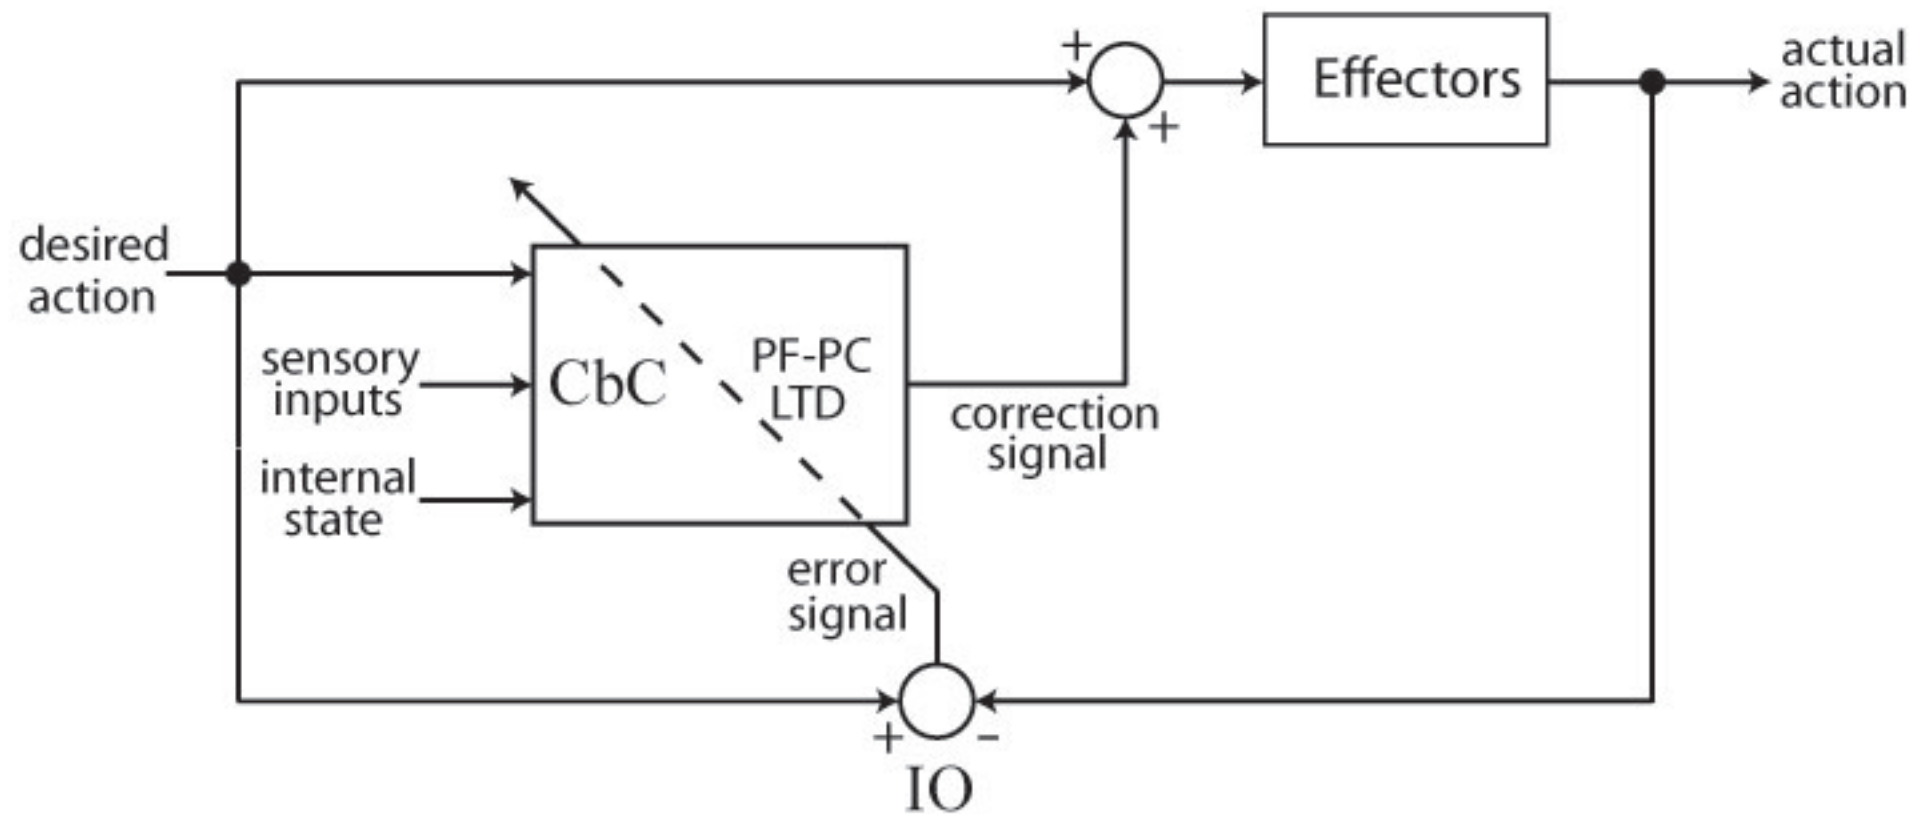 +
Effectors
actual
action
+
desired
action
sensory
inputs
internal
state
CbC
PF-PC
LTD
correction
signal
error
signal
+
-
IO